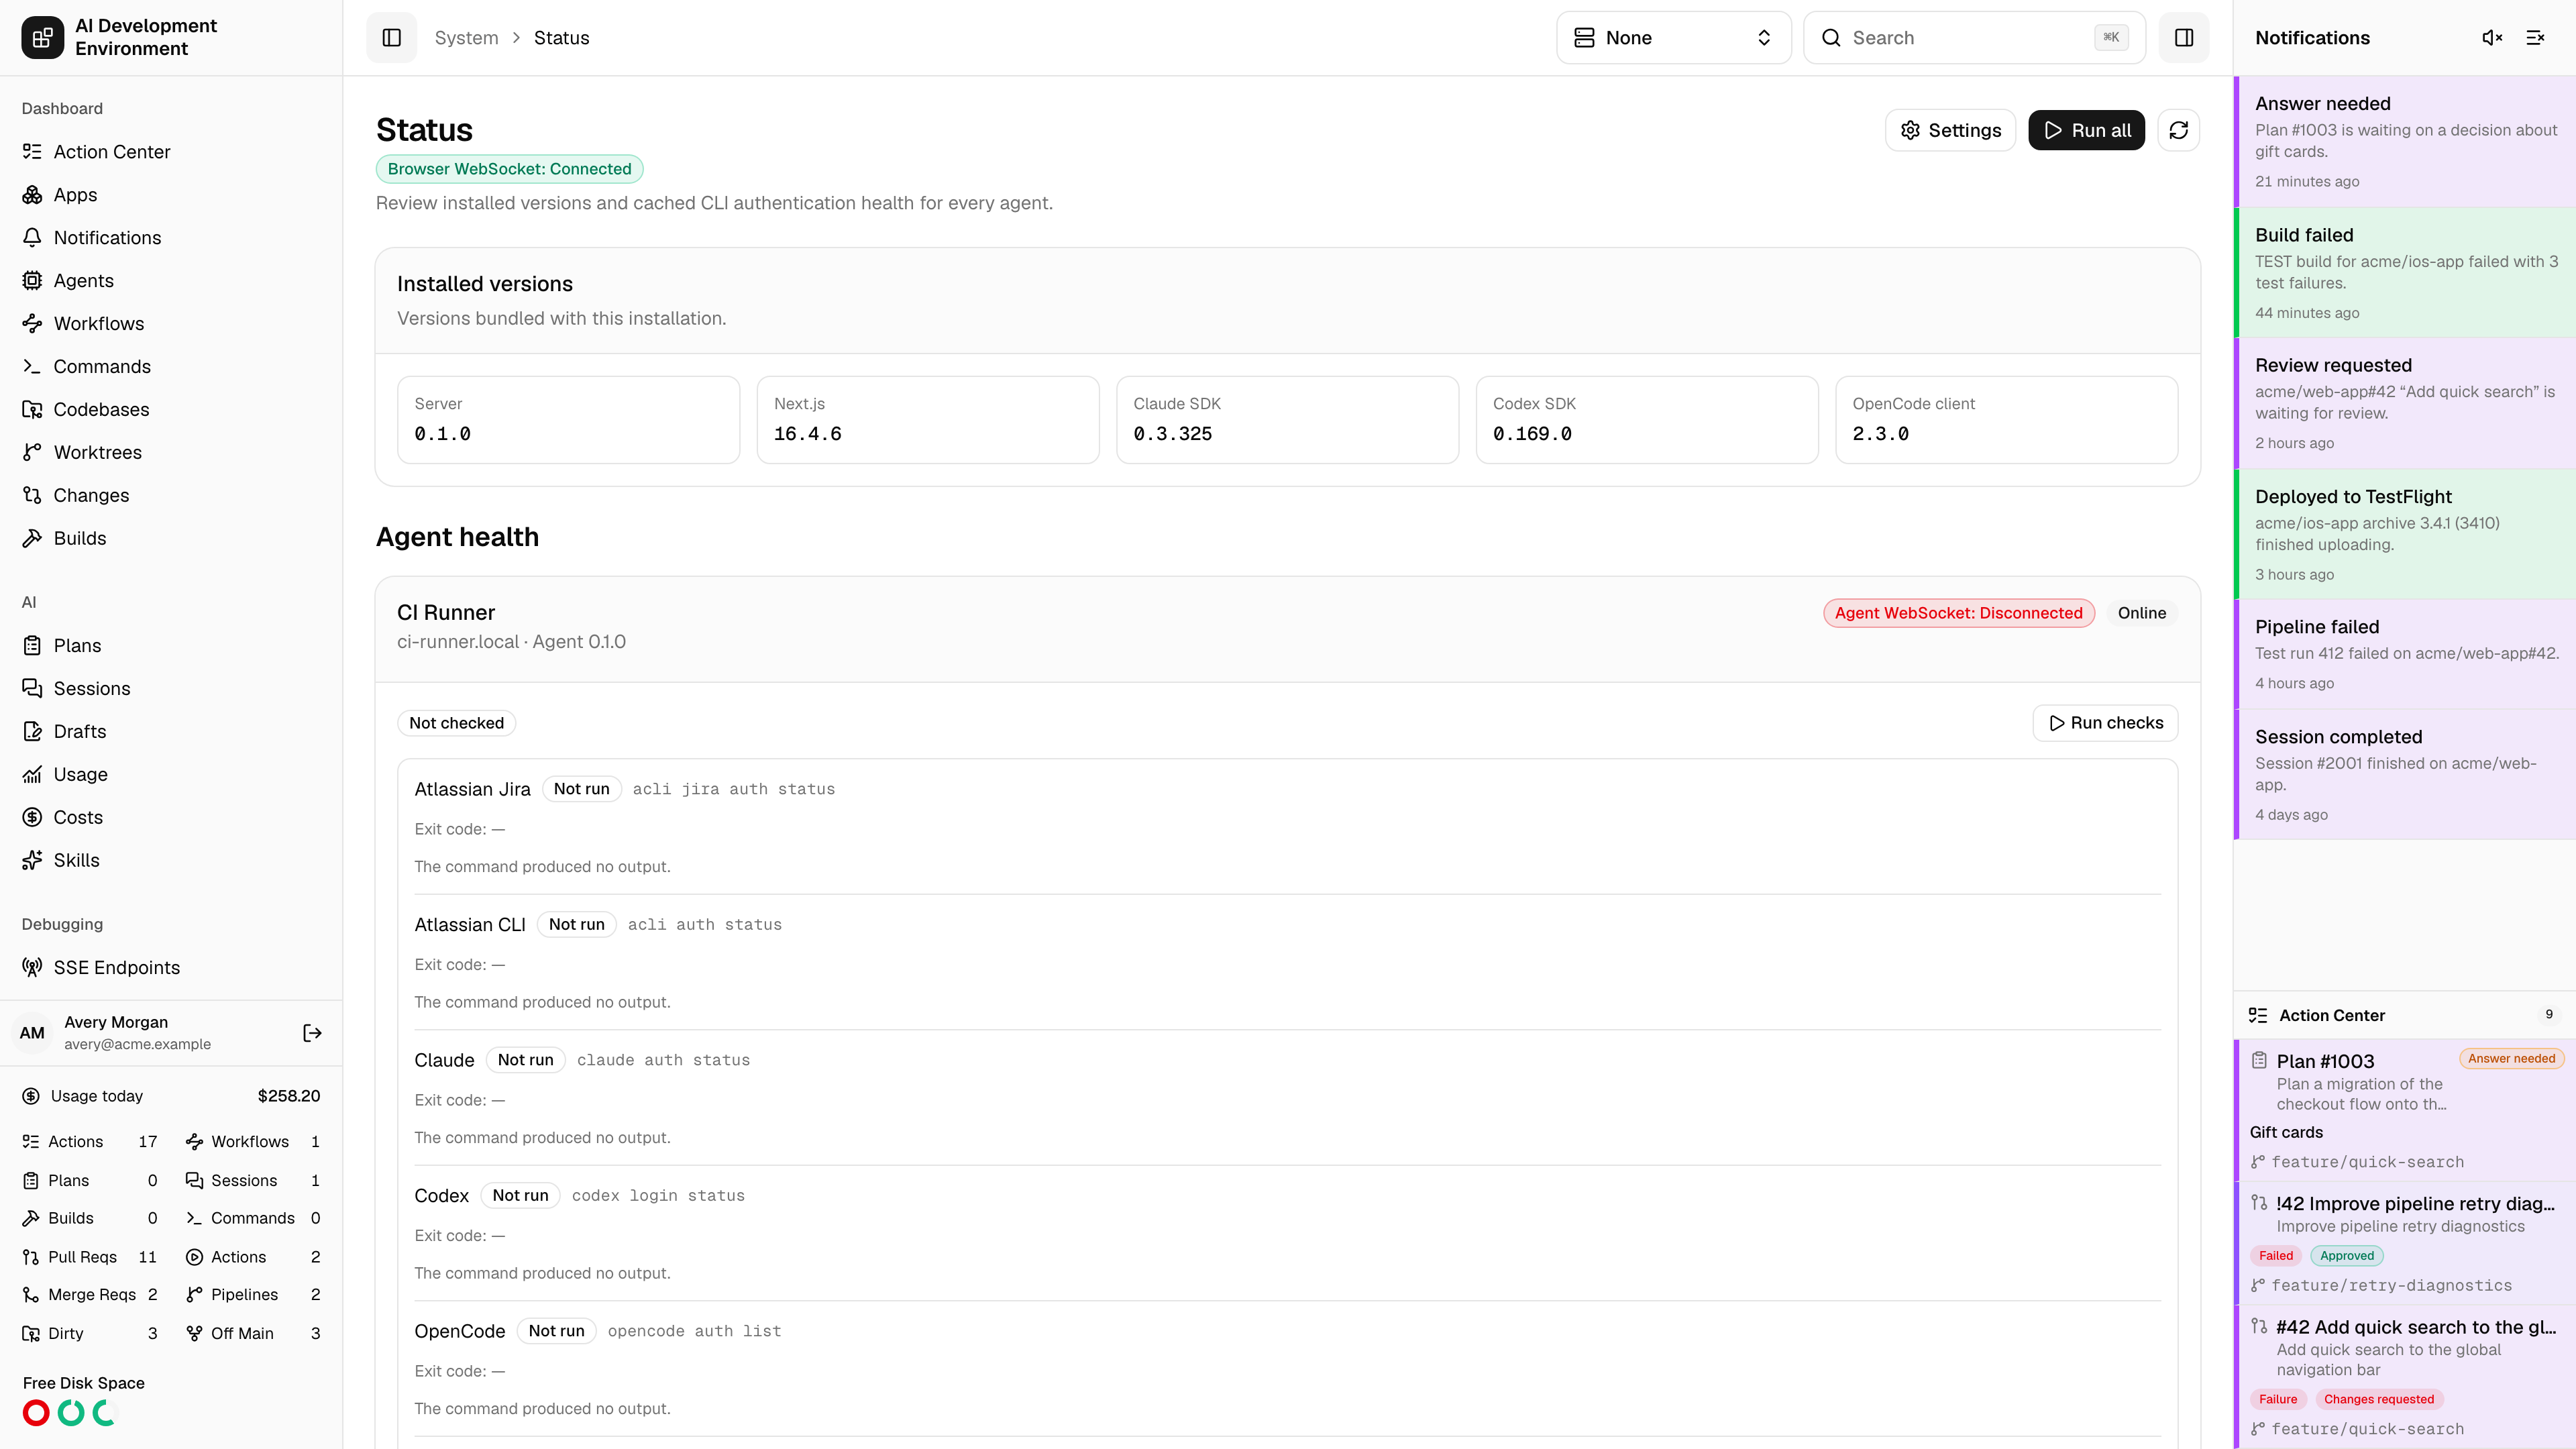 AI Development
Environment
Dashboard
Action Center
Apps
Notifications
Agents
Workflows
Commands
Codebases
Worktrees
Changes
Builds
AI
Plans
Sessions
Drafts
Usage
Costs
Skills
Debugging
SSE Endpoints
AM
Avery Morgan
avery@acme.example
Usage today $258.20
Actions 17 Workflows 1
Plans 0 Sessions 1
Builds 0 Commands 0
Pull Reqs 11 Actions 2
Merge Reqs 2 Pipelines 2
Dirty 3 Off Main 3
Free Disk Space
System > Status
None
Search ⌘K
Status
Browser WebSocket: Connected
Review installed versions and cached CLI authentication health for every agent.
Settings
Run all
Installed versions
Versions bundled with this installation.
Server
0.1.0
Next.js
16.4.6
Claude SDK
0.3.325
Codex SDK
0.169.0
OpenCode client
2.3.0
Agent health
CI Runner
ci-runner.local · Agent 0.1.0
Agent WebSocket: Disconnected
Online
Not checked
Run checks
Atlassian Jira Not run acli jira auth status
Exit code: —
The command produced no output.
Atlassian CLI Not run acli auth status
Exit code: —
The command produced no output.
Claude Not run claude auth status
Exit code: —
The command produced no output.
Codex Not run codex login status
Exit code: —
The command produced no output.
OpenCode Not run opencode auth list
Exit code: —
The command produced no output.
Notifications
Answer needed
Plan #1003 is waiting on a decision about
gift cards.
21 minutes ago
Build failed
TEST build for acme/ios-app failed with 3
test failures.
44 minutes ago
Review requested
acme/web-app#42 “Add quick search” is
waiting for review.
2 hours ago
Deployed to TestFlight
acme/ios-app archive 3.4.1 (3410)
finished uploading.
3 hours ago
Pipeline failed
Test run 412 failed on acme/web-app#42.
4 hours ago
Session completed
Session #2001 finished on acme/web-
app.
4 days ago
Action Center 9
Plan #1003 Answer needed
Plan a migration of the
checkout flow onto th...
Gift cards
feature/quick-search
!42 Improve pipeline retry diag...
Improve pipeline retry diagnostics
Failed Approved
feature/retry-diagnostics
#42 Add quick search to the gl...
Add quick search to the global
navigation bar
Failure Changes requested
feature/quick-search